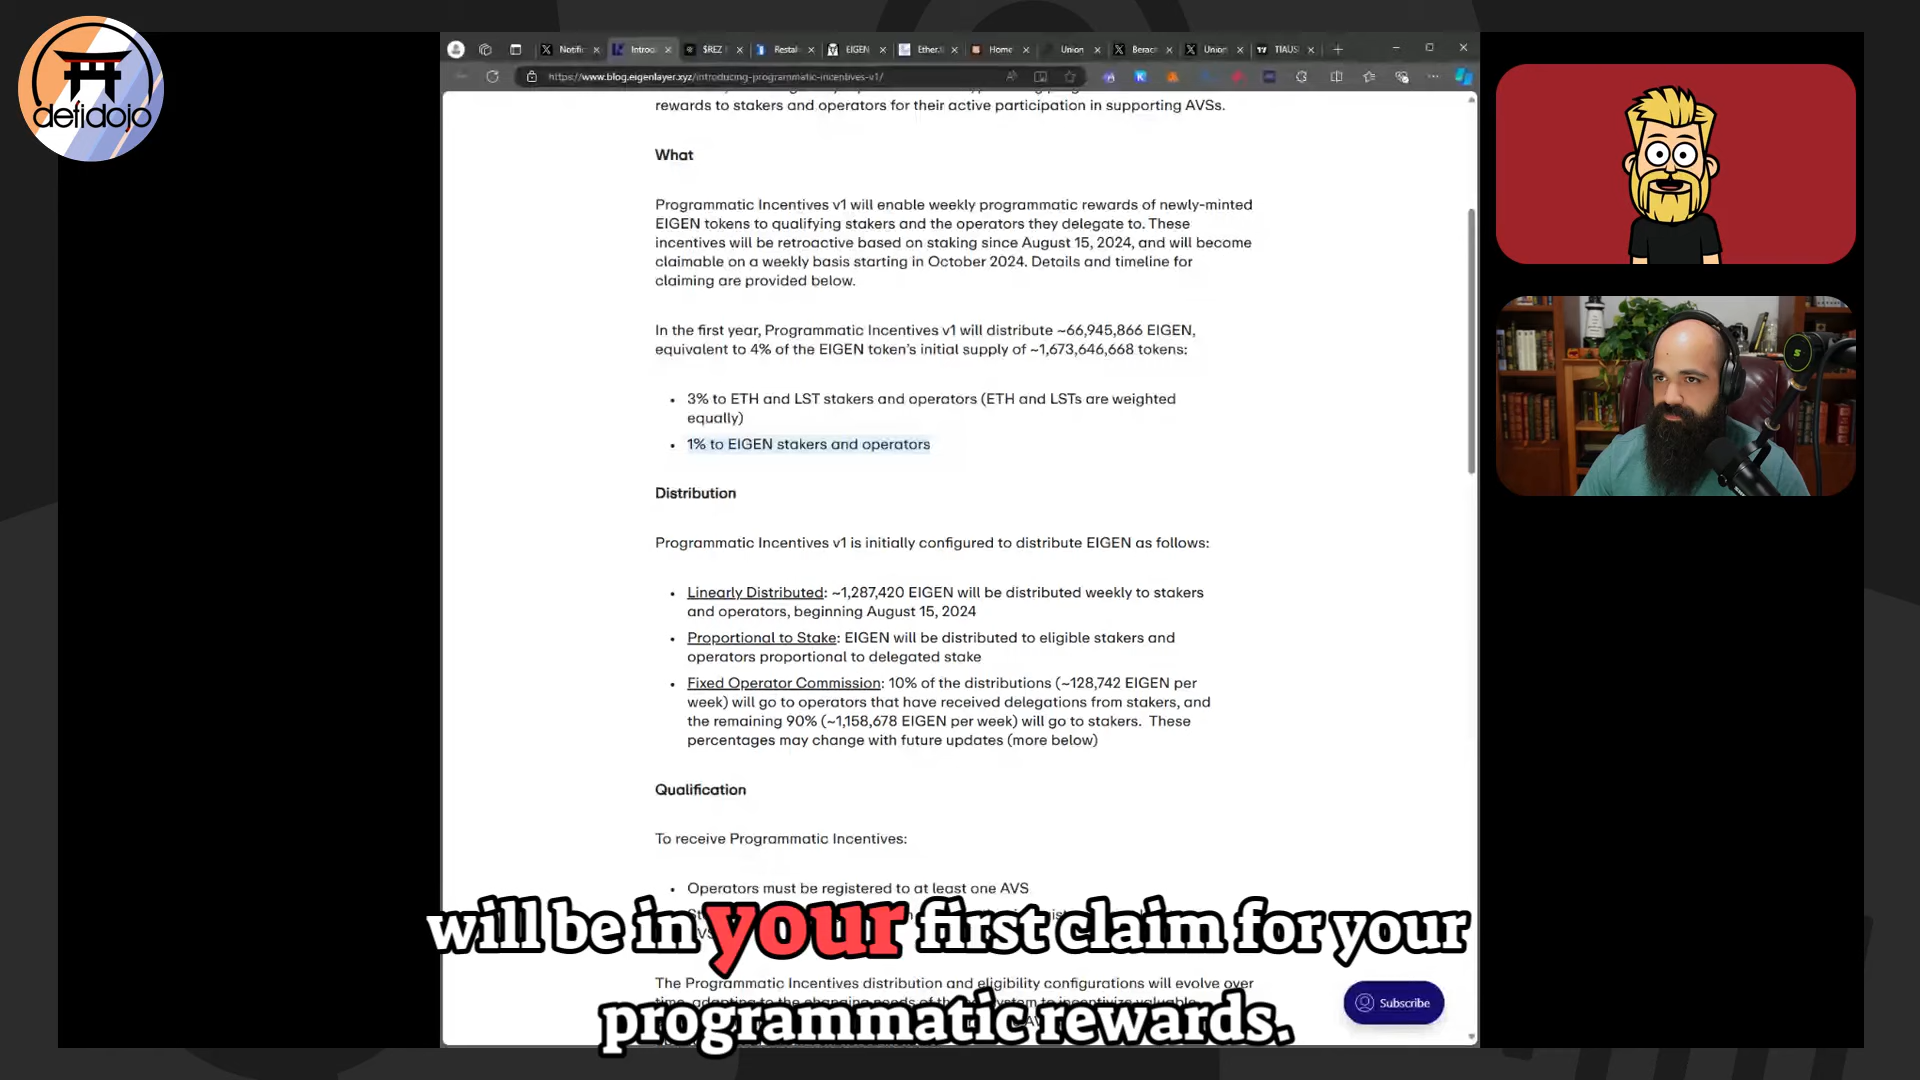 defidojo
Notific
Introd
$REZ
Restak
EIGEN
Ether.f
Home
Union
Berac
Union
TIAUS
https://www.blog.eigenlayer.xyz/introducing-programmatic-incentives-v1/
rewards to stakers and operators for their active participation in supporting AVSs.
What
Programmatic Incentives v1 will enable weekly programmatic rewards of newly-minted
EIGEN tokens to qualifying stakers and the operators they delegate to. These
incentives will be retroactive based on staking since August 15, 2024, and will become
claimable on a weekly basis starting in October 2024. Details and timeline for
claiming are provided below.
In the first year, Programmatic Incentives v1 will distribute ~66,945,866 EIGEN,
equivalent to 4% of the EIGEN token's initial supply of ~1,673,646,668 tokens:
• 3% to ETH and LST stakers and operators (ETH and LSTs are weighted
equally)
• 1% to EIGEN stakers and operators
Distribution
Programmatic Incentives v1 is initially configured to distribute EIGEN as follows:
• Linearly Distributed: ~1,287,420 EIGEN will be distributed weekly to stakers
and operators, beginning August 15, 2024
• Proportional to Stake: EIGEN will be distributed to eligible stakers and
operators proportional to delegated stake
• Fixed Operator Commission: 10% of the distributions (~128,742 EIGEN per
week) will go to operators that have received delegations from stakers, and
the remaining 90% (~1,158,678 EIGEN per week) will go to stakers. These
percentages may change with future updates (more below)
Qualification
To receive Programmatic Incentives:
• Operators must be registered to at least one AVS
will be in your first claim for your
The Programmatic Incentives distribution and eligibility configurations will evolve over
programmatic rewards.
Subscribe